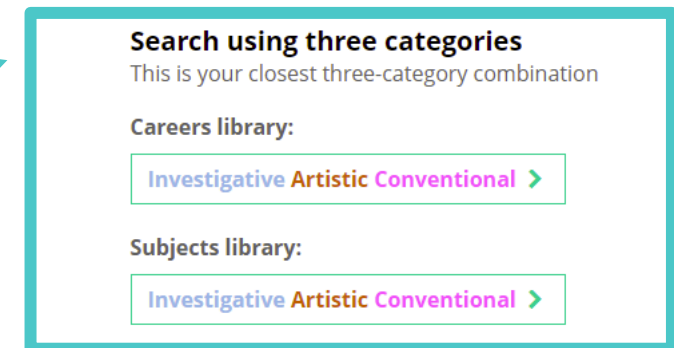 Search using three categories
This is your closest three-category combination
Careers library:
Investigative Artistic Conventional
Subjects library:
Investigative Artistic Conventional